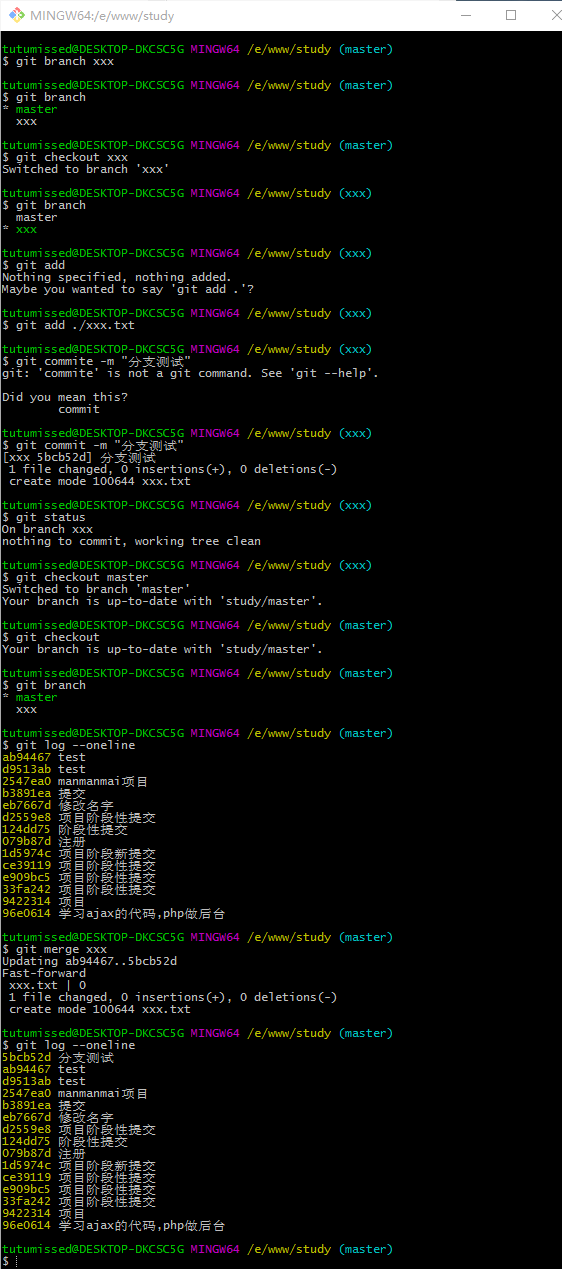 MINGW64:/e/www/study
tutumissed@DESKTOP-DKCSC5G MINGW64 /e/www/study (master)
$ git branch xxx
tutumissed@DESKTOP-DKCSC5G MINGW64 /e/www/study (master)
$ git branch
* master
xxx
tutumissed@DESKTOP-DKCSC5G MINGW64 /e/www/study (master)
$ git checkout xxx
Switched to branch 'xxx'
tutumissed@DESKTOP-DKCSC5G MINGW64 /e/www/study (xxx)
$ git branch
master
* xxx
tutumissed@DESKTOP-DKCSC5G MINGW64 /e/www/study (xxx)
$ git add
Nothing specified, nothing added.
Maybe you wanted to say 'git add .'?
tutumissed@DESKTOP-DKCSC5G MINGW64 /e/www/study (xxx)
$ git add ./xxx.txt
tutumissed@DESKTOP-DKCSC5G MINGW64 /e/www/study (xxx)
$ git commite -m "分支测试"
git: 'commite' is not a git command. See 'git --help'.
Did you mean this?
commit
tutumissed@DESKTOP-DKCSC5G MINGW64 /e/www/study (xxx)
$ git commit -m "分支测试"
[xxx 5bcb52d] 分支测试
1 file changed, 0 insertions(+), 0 deletions(-)
create mode 100644 xxx.txt
tutumissed@DESKTOP-DKCSC5G MINGW64 /e/www/study (xxx)
$ git status
On branch xxx
nothing to commit, working tree clean
tutumissed@DESKTOP-DKCSC5G MINGW64 /e/www/study (xxx)
$ git checkout master
Switched to branch 'master'
Your branch is up-to-date with 'study/master'.
tutumissed@DESKTOP-DKCSC5G MINGW64 /e/www/study (master)
$ git checkout
Your branch is up-to-date with 'study/master'.
tutumissed@DESKTOP-DKCSC5G MINGW64 /e/www/study (master)
$ git branch
* master
xxx
tutumissed@DESKTOP-DKCSC5G MINGW64 /e/www/study (master)
$ git log --oneline
ab94467 test
d9513ab test
2547ea0 manmanmai项目
b3891ea 提交
eb7667d 修改名字
d2559e8 项目阶段性提交
124dd75 阶段性提交
079b87d 注册
1d5974c 项目阶段新提交
ce39119 项目阶段性提交
e909bc5 项目阶段性提交
33fa242 项目阶段性提交
9422314 项目
96e0614 学习ajax的代码,php做后台
tutumissed@DESKTOP-DKCSC5G MINGW64 /e/www/study (master)
$ git merge xxx
Updating ab94467..5bcb52d
Fast-forward
xxx.txt | 0
1 file changed, 0 insertions(+), 0 deletions(-)
create mode 100644 xxx.txt
tutumissed@DESKTOP-DKCSC5G MINGW64 /e/www/study (master)
$ git log --oneline
5bcb52d 分支测试
ab94467 test
d9513ab test
2547ea0 manmanmai项目
b3891ea 提交
eb7667d 修改名字
d2559e8 项目阶段性提交
124dd75 阶段性提交
079b87d 注册
1d5974c 项目阶段新提交
ce39119 项目阶段性提交
e909bc5 项目阶段性提交
33fa242 项目阶段性提交
9422314 项目
96e0614 学习ajax的代码,php做后台
tutumissed@DESKTOP-DKCSC5G MINGW64 /e/www/study (master)
$